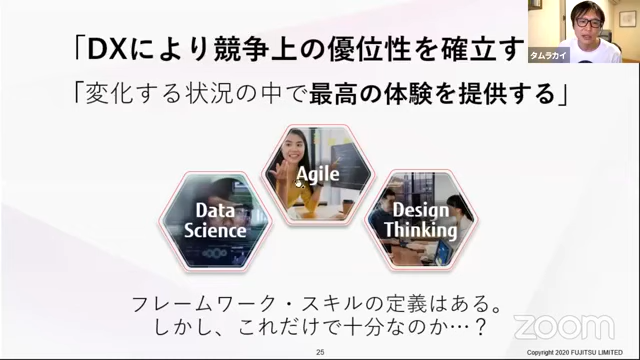 「DXにより競争上の優位性を確立す
タムラカイ
「変化する状況の中で最高の体験を提供する」
Agile
Data
Science
Design
Thinking
フレームワーク・スキルの定義はある。
しかし、これだけで十分なのか…？
zoom
25
Copyright 2020 FUJITSU LIMITED